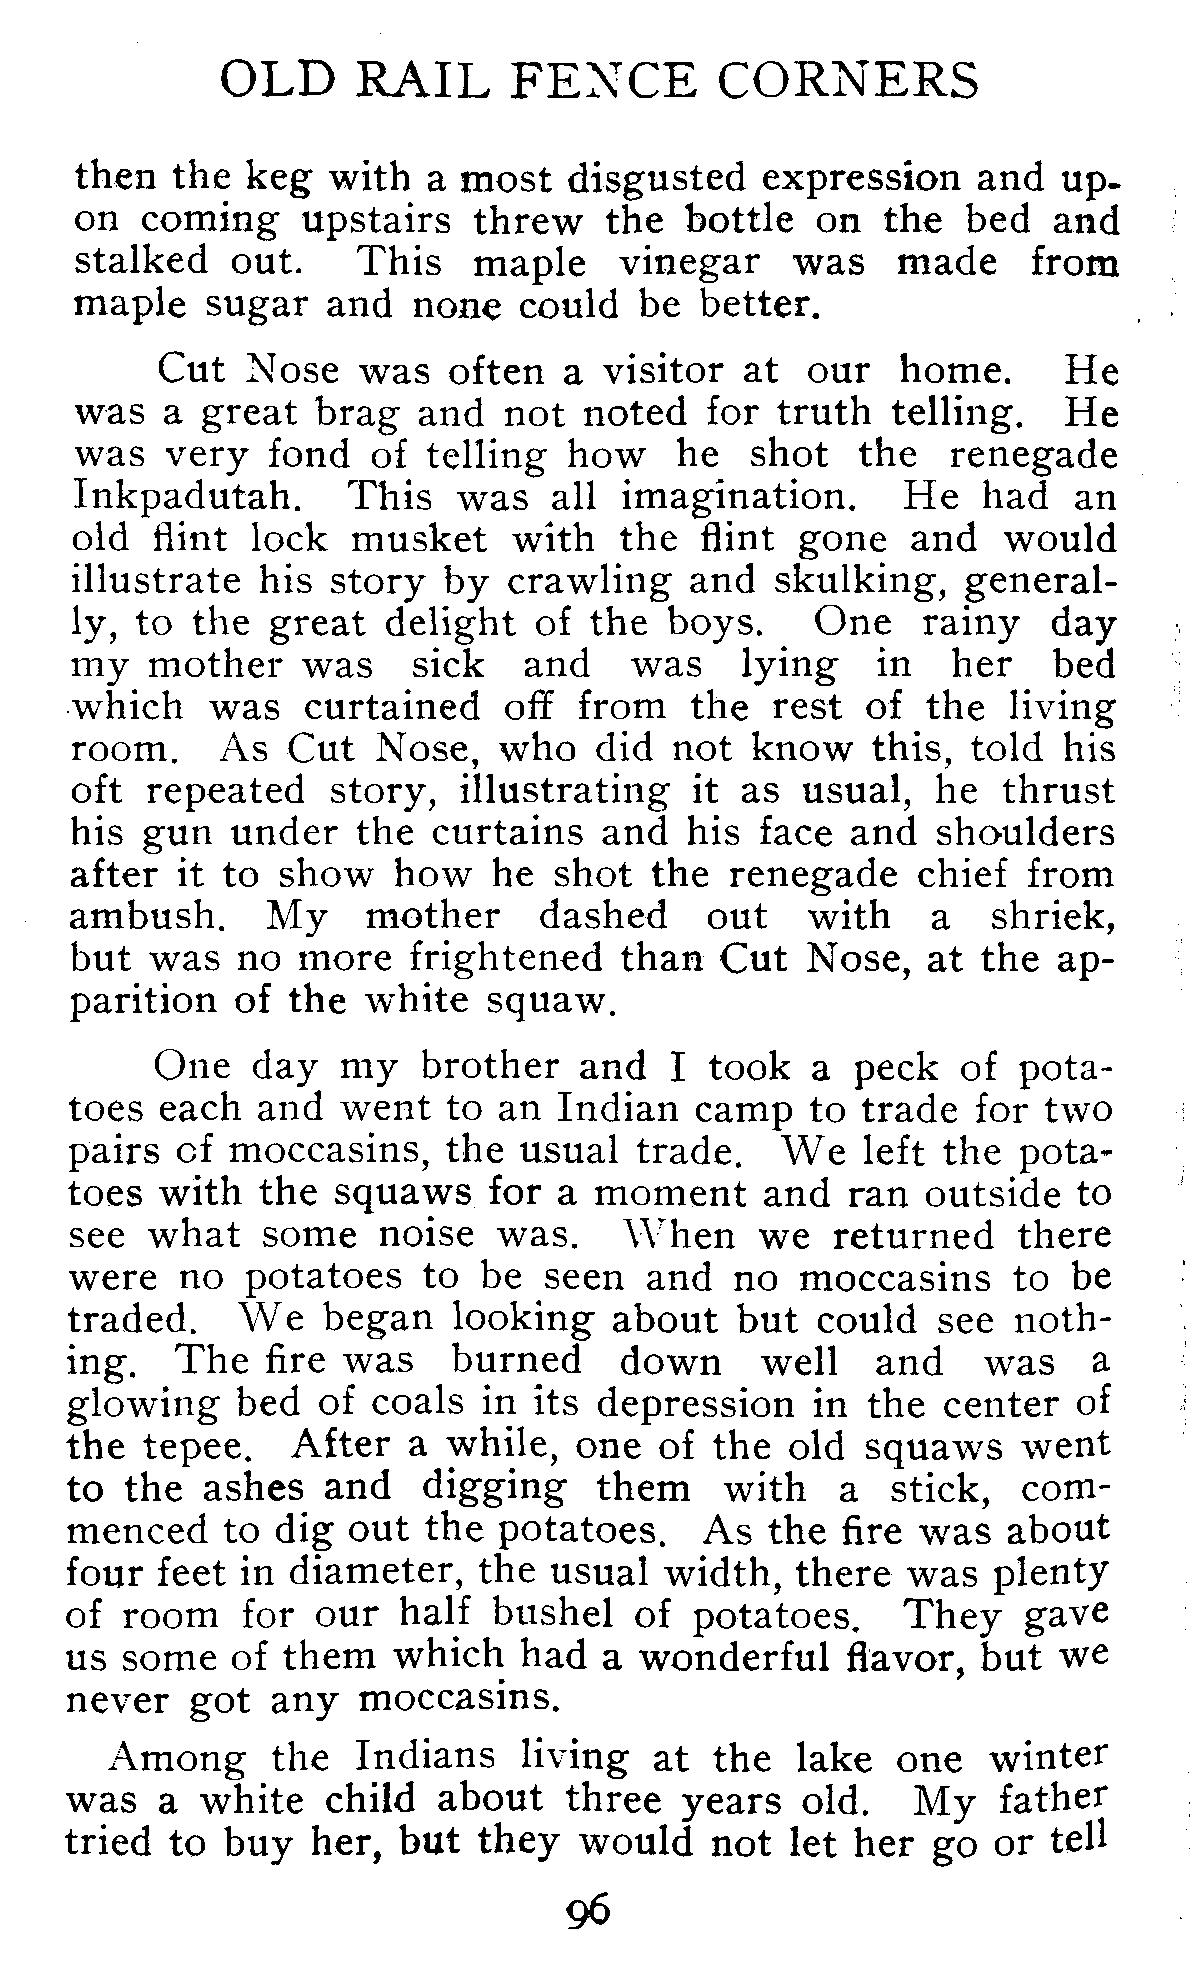 OLD RAIL FENCE CORNERS
then the keg with a most disgusted expression and up-
on coming upstairs threw the bottle on the bed and
stalked out. This maple vinegar was made from
maple sugar and none could be better.
Cut Nose was often a visitor at our home. He
was a great brag and not noted for truth telling. He
was very fond of telling how he shot the renegade
Inkpadutah. This was all imagination. He had an
old flint lock musket with the flint gone and would
illustrate his story by crawling and skulking, general-
ly, to the great delight of the boys. One rainy day
my mother was sick and was lying in her bed
which was curtained off from the rest of the living
room. As Cut Nose, who did not know this, told his
oft repeated story, illustrating it as usual, he thrust
his gun under the curtains and his face and shoulders
after it to show how he shot the renegade chief from
ambush. My mother dashed out with a shriek,
but was no more frightened than Cut Nose, at the ap-
parition of the white squaw.
One day my brother and I took a peck of pota-
toes each and went to an Indian camp to trade for two
pairs of moccasins, the usual trade. We left the pota-
toes with the squaws for a moment and ran outside to
see what some noise was. When we returned there
were no potatoes to be seen and no moccasins to be
traded. We began looking about but could see noth-
ing. The fire was burned down well and was a
glowing bed of coals in its depression in the center of
the tepee. After a while, one of the old squaws went
to the ashes and digging them with a stick, com-
menced to dig out the potatoes. As the fire was about
four feet in diameter, the usual width, there was plenty
of room for our half bushel of potatoes. They gave
us some of them which had a wonderful flavor, but we
never got any moccasins.
Among the Indians living at the lake one winter
was a white child about three years old. My father
tried to buy her, but they would not let her go or tell
96